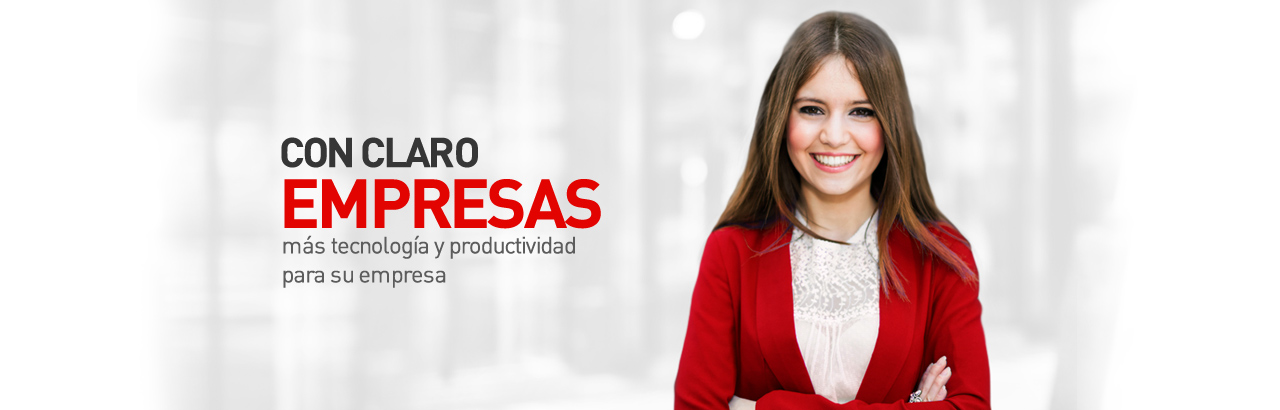 CON CLARO
EMPRESAS
más tecnología y productividad
para su empresa